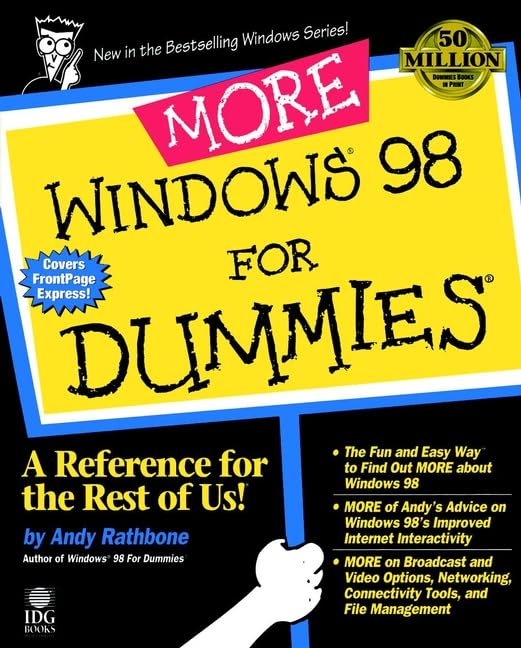 New in the Bestselling Windows Series!
50
MILLION
DUMMIES BOOKS
IN PRINT
MORE
WINDOWS® 98
FOR
DUMMIES®
Covers
FrontPage
Express!
A Reference for
the Rest of Us!®
by Andy Rathbone
Author of Windows® 98 For Dummies™
IDG
BOOKS
• The Fun and Easy Way™
to Find Out MORE about
Windows 98
• MORE of Andy's Advice on
Windows 98's Improved
Internet Interactivity
• MORE on Broadcast and
Video Options, Networking,
Connectivity Tools, and
File Management